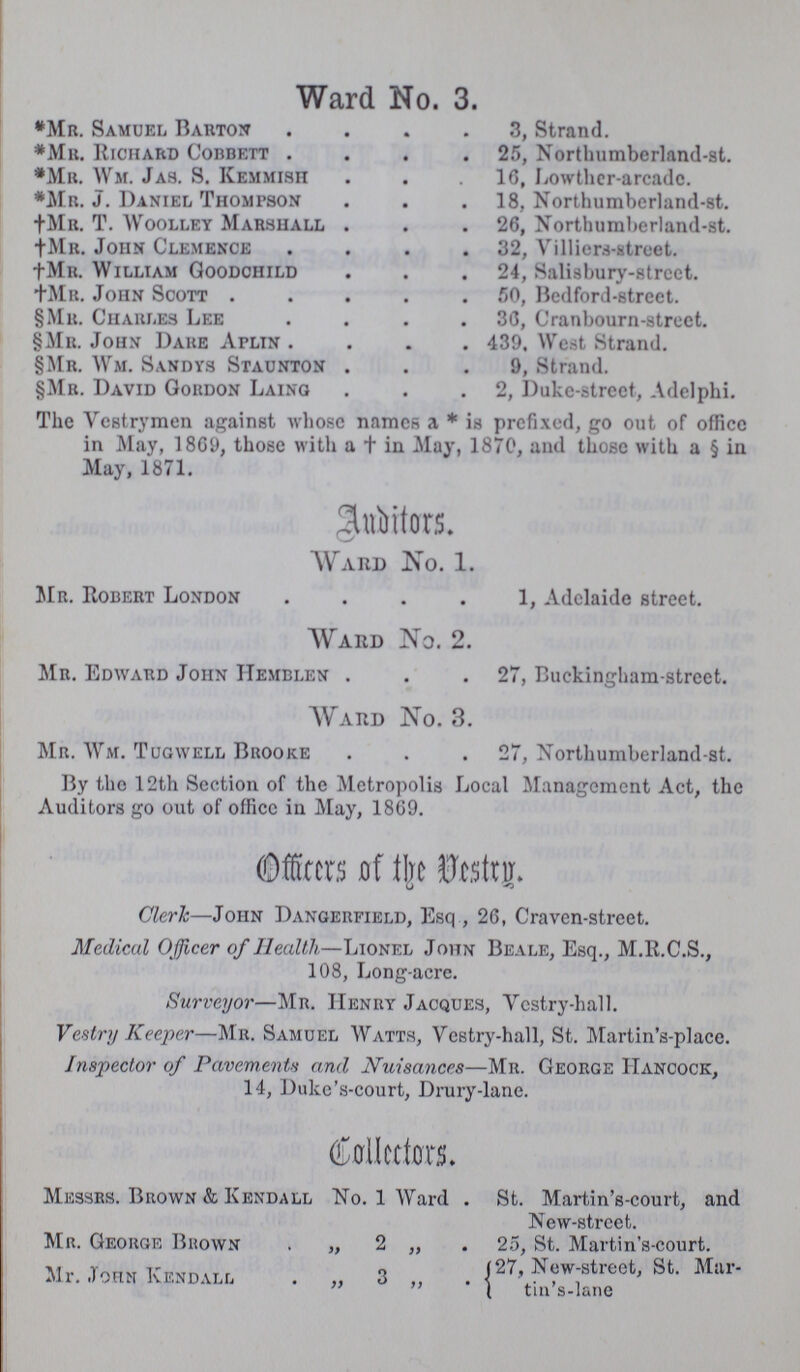 Ward No. 3.
*Mr. Samuel Barton . . . . 3, Strand.
*Mr. Richard Cobbett . . . . 25, Northumberland-st.
*Mr. Wm. Jas. S. Kemmish . . . 16, Lowther-arcade.
*Mr. J. Daniel Thompson . . . 18, Northumberland-st.
†Mr. T. Woolley Marshall . . . 26, Northumberland-st.
†Mr. John Clemence . . . . 32, Villiers-street.
†Mr. William Goodchild . . . 24, Salisbury-street.
†Mr. John Scott . . . . . 50, Bedford-street.
§Mr. Charles Lee . . . . 36, Cranbourn-street.
§Mr. John Dare Aplin . . . . 439, West Strand.
§Mr. Wm. Sandys Staunton . . . 9, Strand.
§Mr. David Gordon Laing . . . 2, Duke-street, Adelphi.
The Vestrymen against whose names a * is prefixed, go out of office
in May, 1869, those with a † in May, 1870, and those with a § in
May, 1871.
Auditors.
Ward No. 1.
Mr. Robert London . . . . 1, Adelaide street.
Ward No. 2.
Mr. Edward John Hemblen . . . 27, Buckingham-street.
Ward No. 3.
Mr. Wm. Tugwell Brooke . . . 27, Northumberland-st.
By the 12th Section of the Metropolis Local Management Act, the
Auditors go out of office in May, 1869.
Officers of the Vestry.
Clerk—John Dangerfield, Esq., 26, Craven-street.
Medical Officer of Health—Lionel John Beale, Esq., M.R.C.S.,
108, Long-acre.
Surveyor—Mr. Henry Jacques, Vestry-hall.
Vestry Keeper—Mr. Samuel Watts, Vestry-hall, St. Martin's-place.
Inspector of Pavements and Nuisances—Mr. George Hancock,
14, Duke's-court, Drury-lane.
Collectors.
Messrs. Brown & Kendall No. 1 Ward . St. Martin's-court, and
New-street.
Mr. George Brown . „ 2 „ . 25, St. Martin's-court.
Mr. John Kendall . „ 3 „ . {27, New-street, St. Mar-
tin's-lane